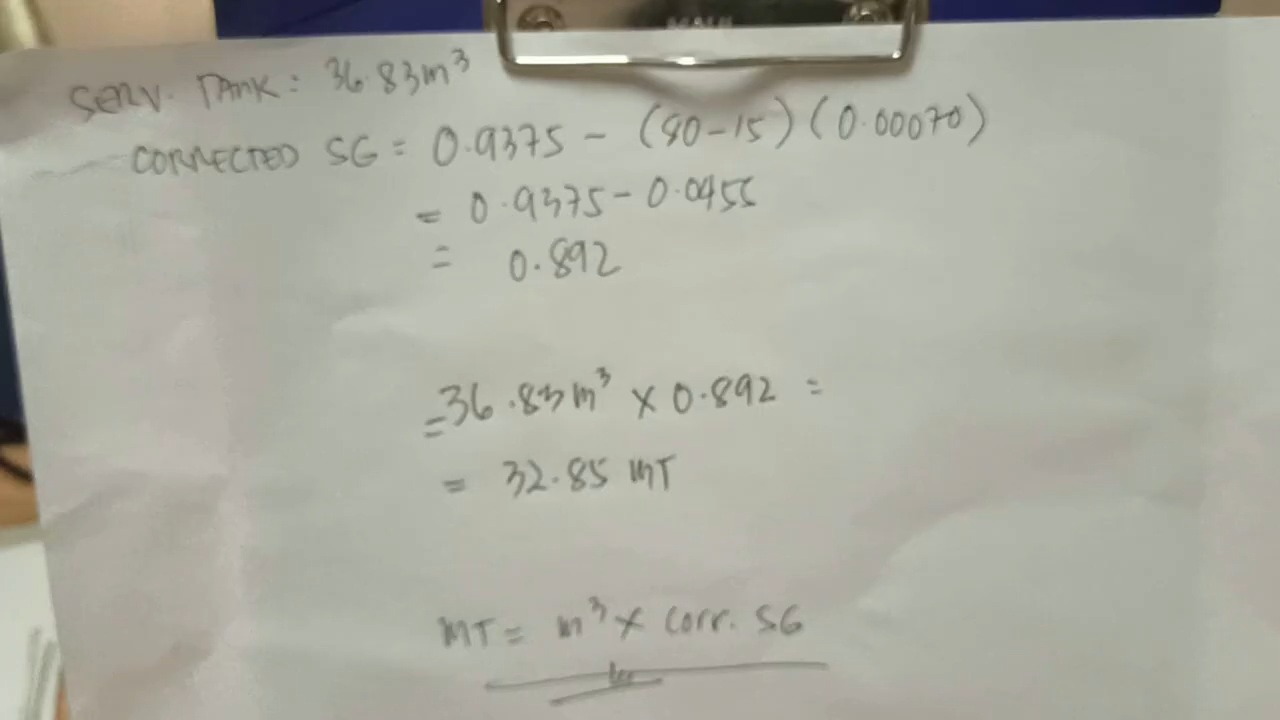 SERV. TANK: 36.83m³
CORRECTED SG = 0.9375 - (80-15)(0.00070)
= 0.9375 - 0.0455
= 0.892
= 36.83m³ x 0.892 =
= 32.85 MT
MT = m³ x Corr. SG